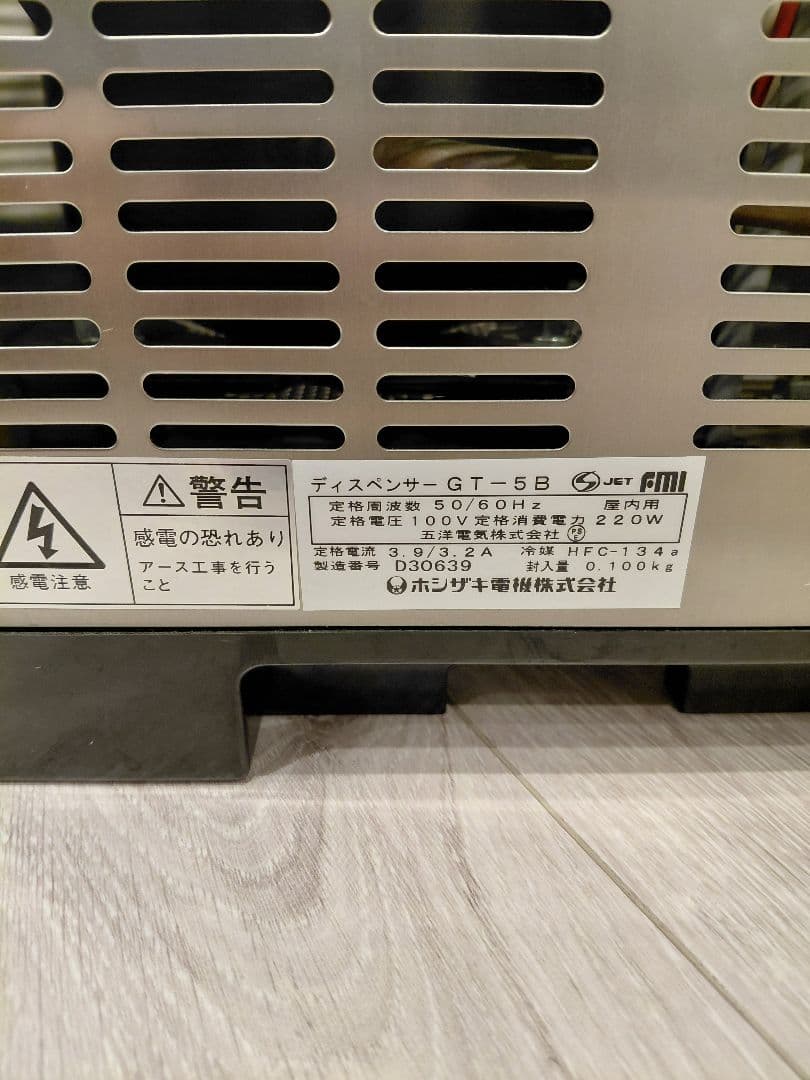 警告
感電の恐れあり
アース工事を行う
こと
感電注意
ディスペンサー GT-5B S JET FMI
定格周波数 50/60Hz 屋内用
定格電圧 100V 定格消費電力 220W
五洋電気株式会社 PSE
定格電流 3.9/3.2A 冷媒 HFC-134a
製造番号 D30639 封入量 0.100kg
ホシザキ電機株式会社